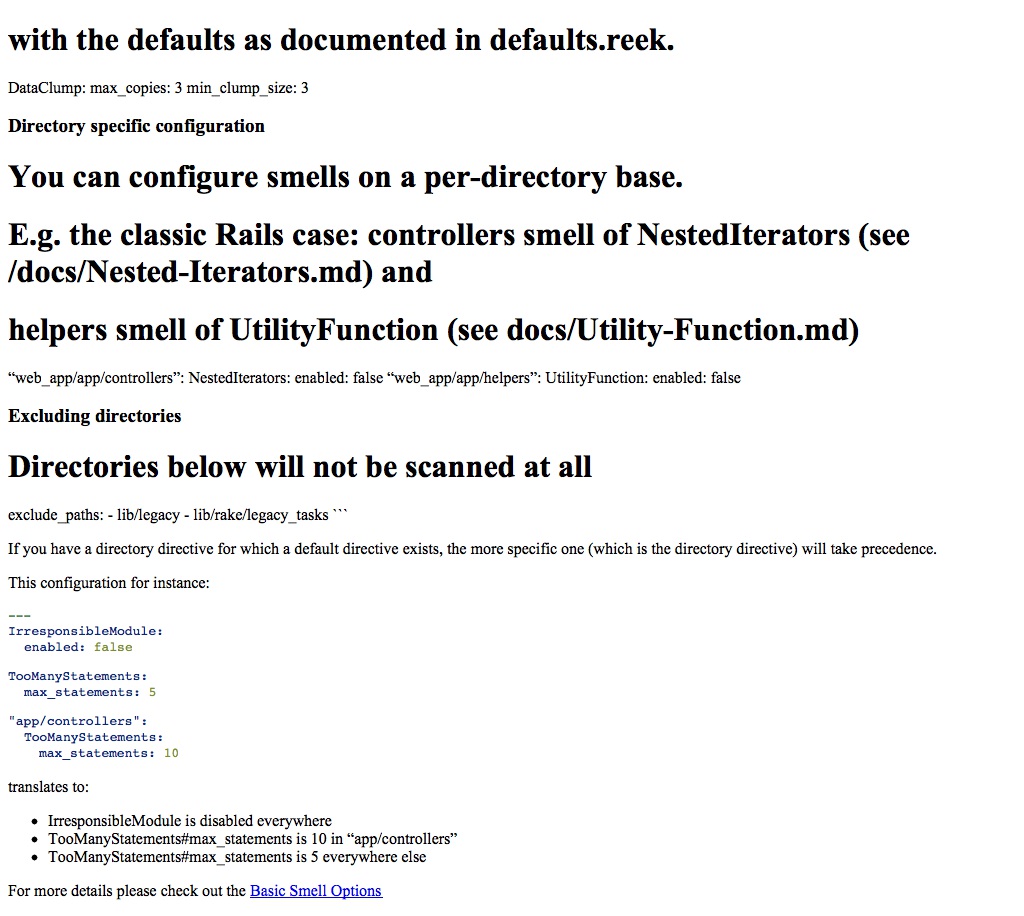 with the defaults as documented in defaults.reek.
DataClump: max_copies: 3 min_clump_size: 3
Directory specific configuration
You can configure smells on a per-directory base.
E.g. the classic Rails case: controllers smell of NestedIterators (see
/docs/Nested-Iterators.md) and
helpers smell of UtilityFunction (see docs/Utility-Function.md)
“web_app/app/controllers”: NestedIterators: enabled: false “web_app/app/helpers”: UtilityFunction: enabled: false
Excluding directories
Directories below will not be scanned at all
exclude_paths: - lib/legacy - lib/rake/legacy_tasks ```
If you have a directory directive for which a default directive exists, the more specific one (which is the directory directive) will take precedence.
This configuration for instance:
---
IrresponsibleModule:
  enabled: false
TooManyStatements:
  max_statements: 5
"app/controllers":
  TooManyStatements:
    max_statements: 10
translates to:
• IrresponsibleModule is disabled everywhere
• TooManyStatements#max_statements is 10 in “app/controllers”
• TooManyStatements#max_statements is 5 everywhere else
For more details please check out the Basic Smell Options